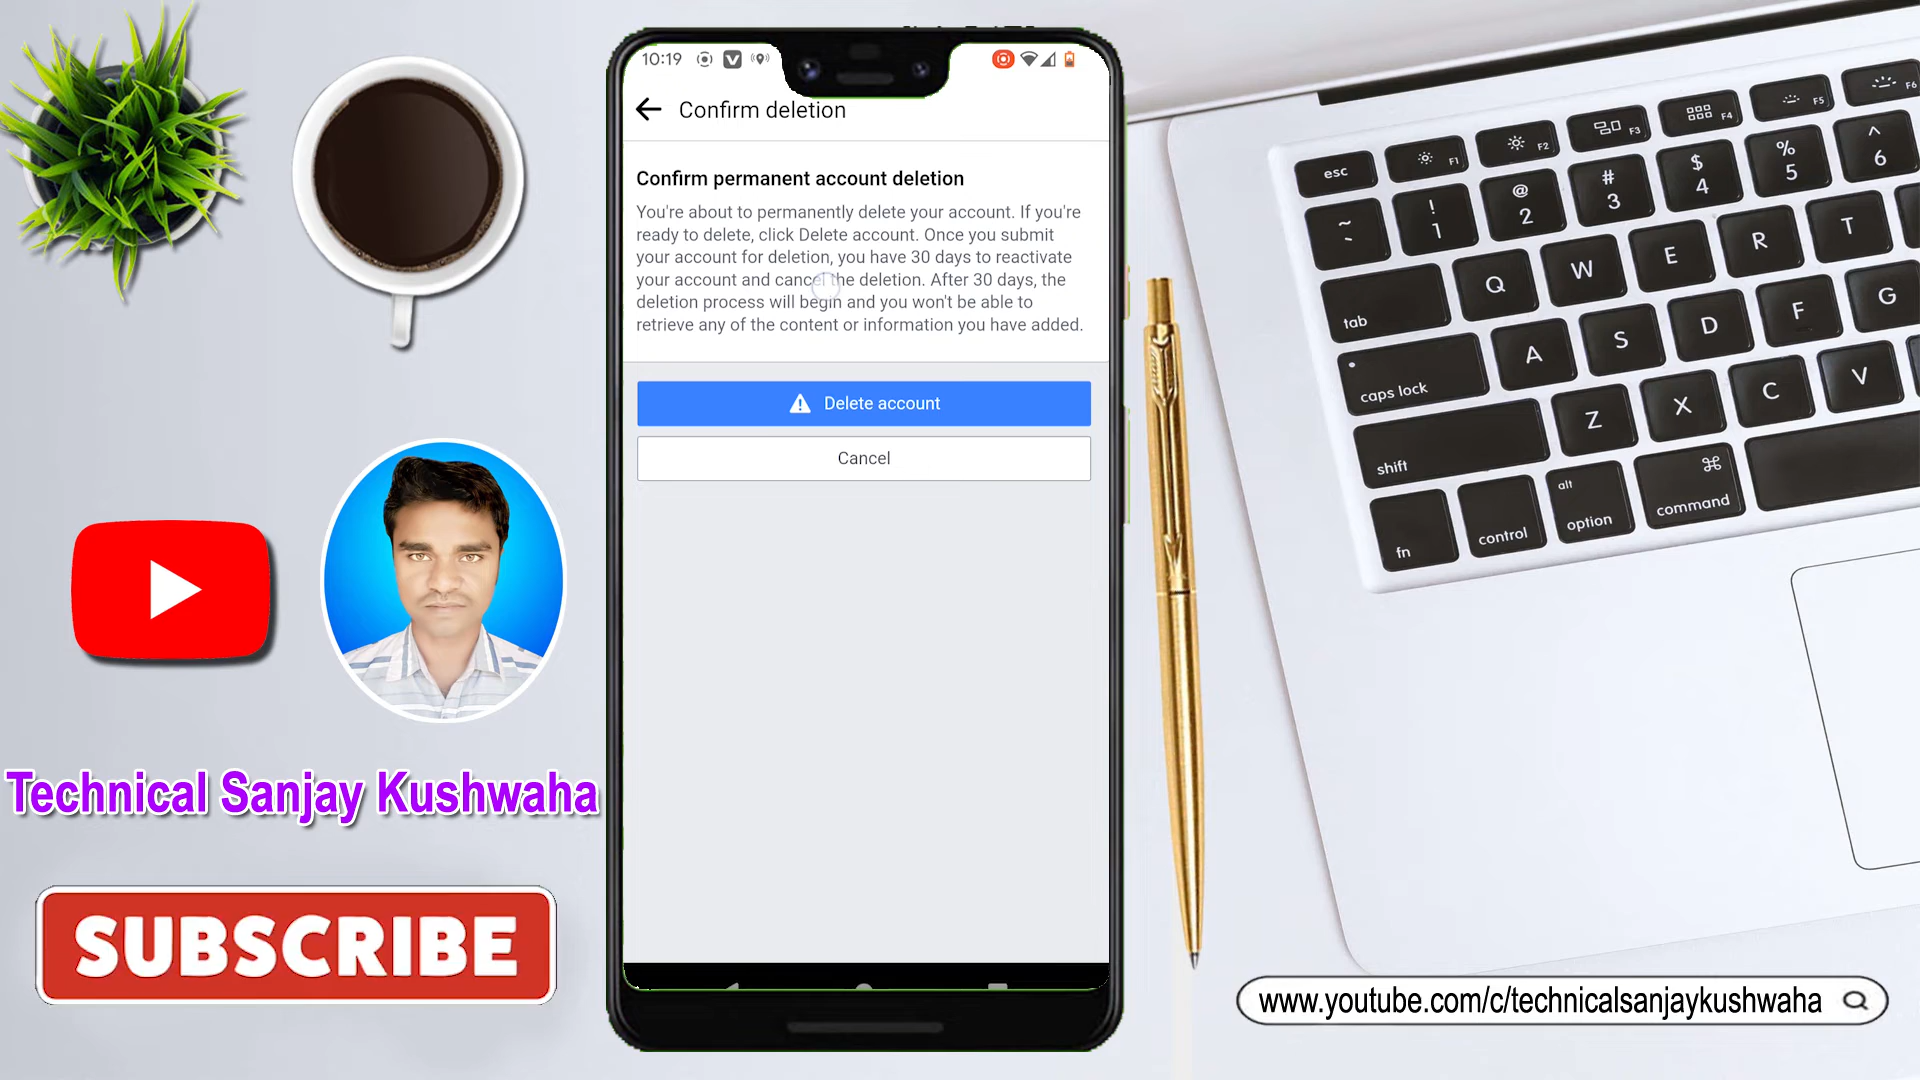 10:19
Confirm deletion
Confirm permanent account deletion
You're about to permanently delete your account. If you're
ready to delete, click Delete account. Once you submit
your account for deletion, you have 30 days to reactivate
your account and cancel the deletion. After 30 days, the
deletion process will begin and you won't be able to
retrieve any of the content or information you have added.
Delete account
Cancel
Technical Sanjay Kushwaha
SUBSCRIBE
www.youtube.com/c/technicalsanjaykushwaha
esc F1 F2 F3 F4 F5 F6
~ ` ! 1 @ 2 # 3 $ 4 % 5 ^ 6
tab Q W E R T
caps lock A S D F G
shift Z X C V
fn control alt option ⌘ command